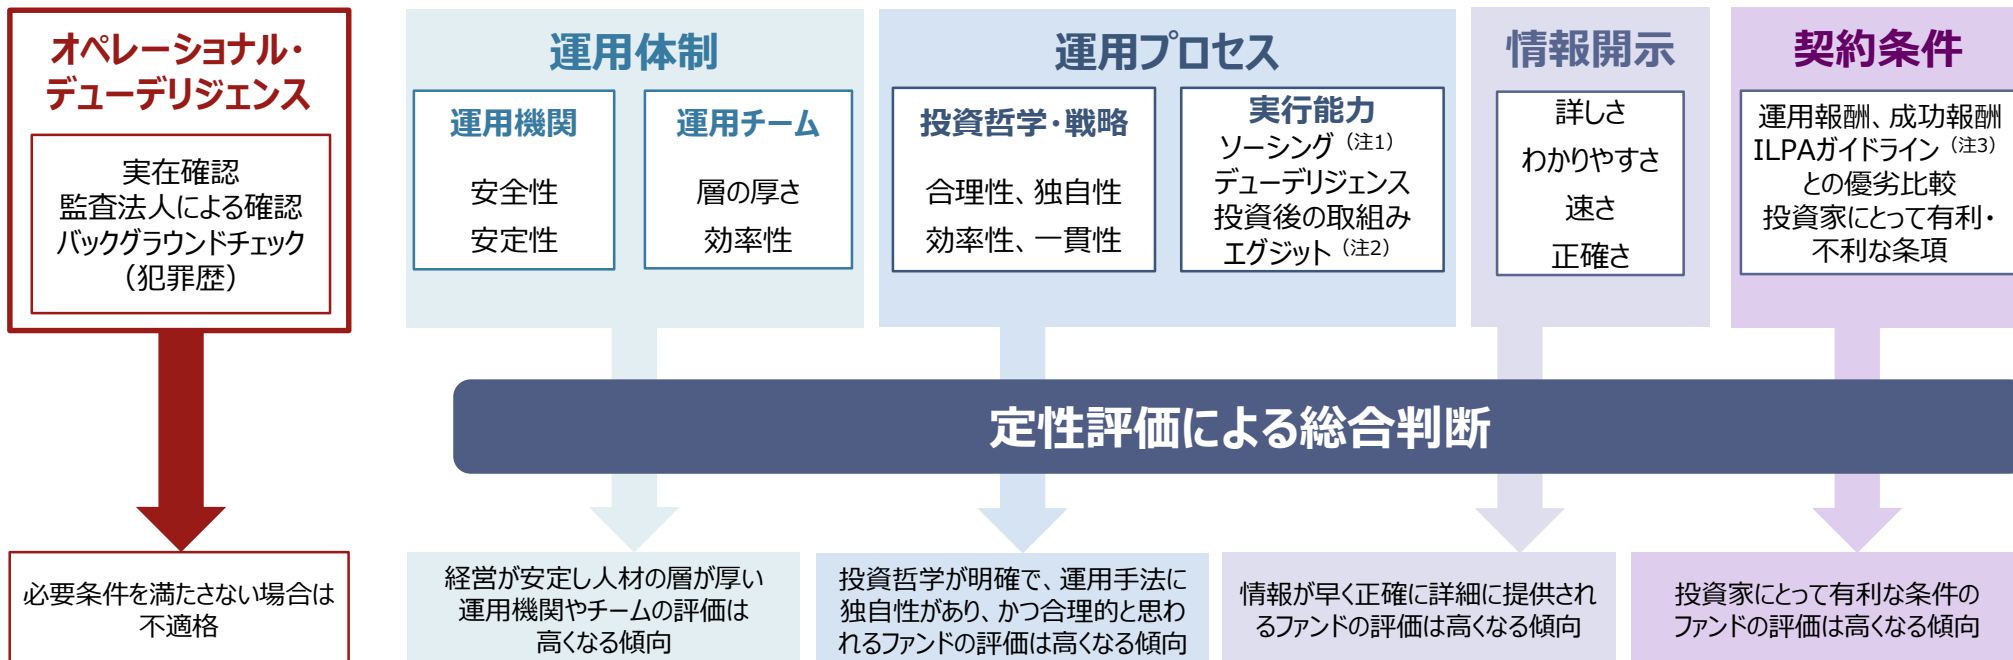 オペレーショナル・
デューデリジェンス
実在確認
監査法人による確認
バックグラウンドチェック
（犯罪歴）
必要条件を満たさない場合は
不適格
運用体制
運用機関
安全性
安定性
運用チーム
層の厚さ
効率性
運用プロセス
投資哲学・戦略
合理性、独自性
効率性、一貫性
実行能力
ソーシング（注1）
デューデリジェンス
投資後の取組み
エグジット（注2）
情報開示
詳しさ
わかりやすさ
速さ
正確さ
契約条件
運用報酬、成功報酬
ILPAガイドライン（注3）
との優劣比較
投資家にとって有利・
不利な条項
定性評価による総合判断
経営が安定し人材の層が厚い
運用機関やチームの評価は
高くなる傾向
投資哲学が明確で、運用手法に
独自性があり、かつ合理的と思わ
れるファンドの評価は高くなる傾向
情報が早く正確に詳細に提供され
るファンドの評価は高くなる傾向
投資家にとって有利な条件の
ファンドの評価は高くなる傾向